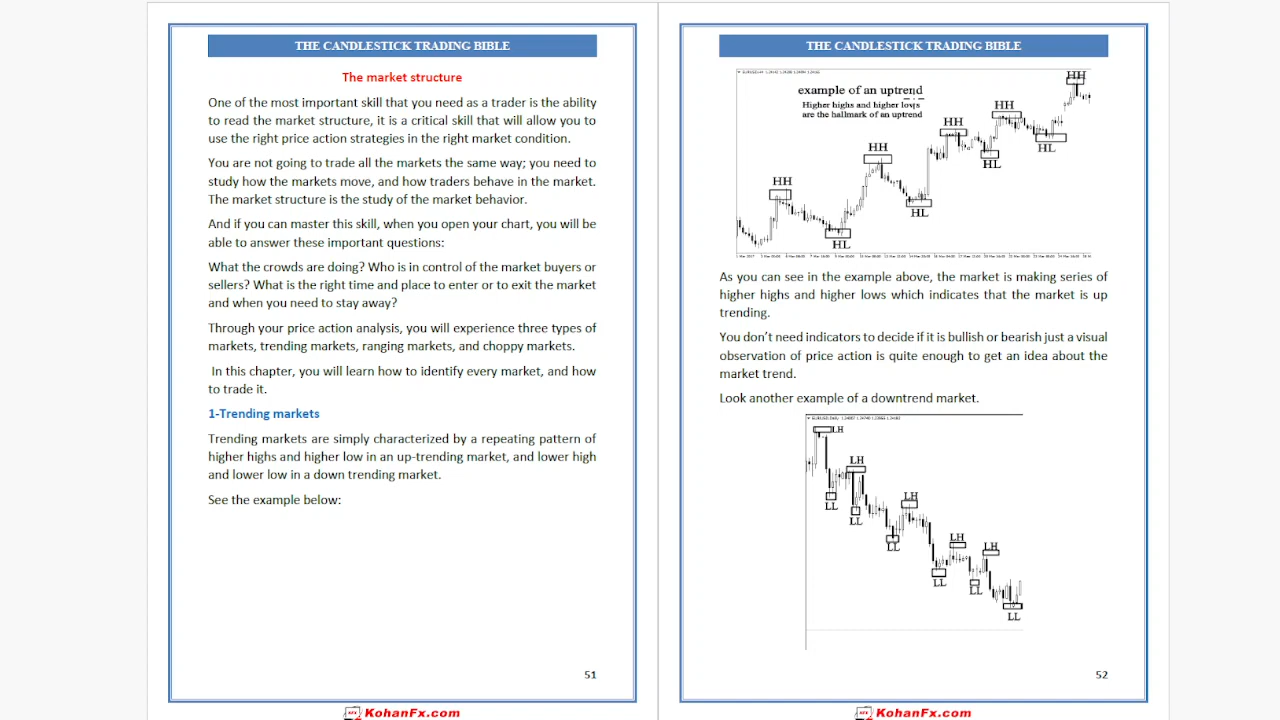 THE CANDLESTICK TRADING BIBLE
The market structure
One of the most important skill that you need as a trader is the ability
to read the market structure, it is a critical skill that will allow you to
use the right price action strategies in the right market condition.
You are not going to trade all the markets the same way; you need to
study how the markets move, and how traders behave in the market.
The market structure is the study of the market behavior.
And if you can master this skill, when you open your chart, you will be
able to answer these important questions:
What the crowds are doing? Who is in control of the market buyers or
sellers? What is the right time and place to enter or to exit the market
and when you need to stay away?
Through your price action analysis, you will experience three types of
markets, trending markets, ranging markets, and choppy markets.
In this chapter, you will learn how to identify every market, and how
to trade it.
1-Trending markets
Trending markets are simply characterized by a repeating pattern of
higher highs and higher low in an up-trending market, and lower high
and lower low in a down trending market.
See the example below:
51
KohanFx.com
THE CANDLESTICK TRADING BIBLE
example of an uptrend
Higher highs and higher lows
are the hallmark of an uptrend
HH
HH
HH
HH
HH
HL
HL
HL
HL
As you can see in the example above, the market is making series of
higher highs and higher lows which indicates that the market is up
trending.
You don't need indicators to decide if it is bullish or bearish just a visual
observation of price action is quite enough to get an idea about the
market trend.
Look another example of a downtrend market.
LH
LH
LH
LH
LH
LL
LL
LL
LL
LL
LL
52
KohanFx.com